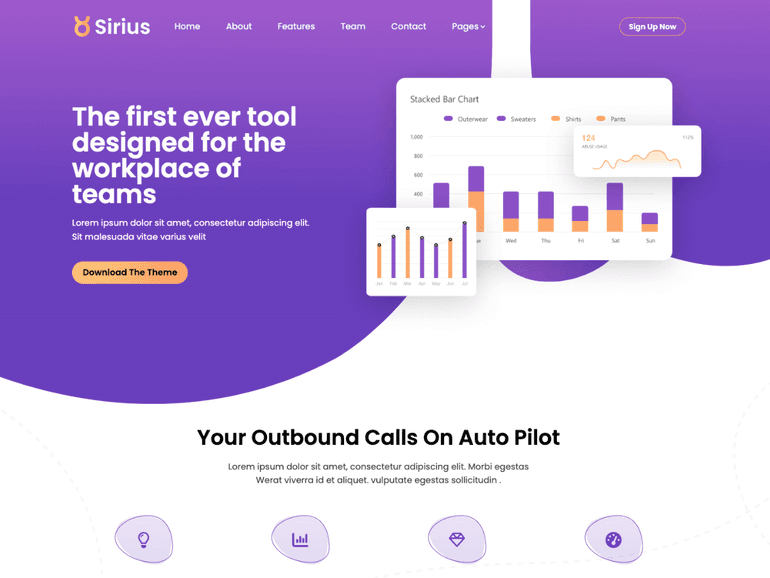 Sirius
Home
About
Features
Team
Contact
Pages
Sign Up Now
The first ever tool
designed for the
workplace of
teams
Lorem ipsum dolor sit amet, consectetur adipiscing elit.
Sit malesuada vitae varius velit
Download The Theme
Stacked Bar Chart
Outerwear
Sweaters
Shirts
Pants
1,000
800
600
400
Wed
Thu
Fri
Sat
Sun
124
112%
Jan
Feb
Mar
Apr
May
Jun
Jul
Your Outbound Calls On Auto Pilot
Lorem ipsum dolor sit amet, consectetur adipiscing elit. Morbi egestas
Werat viverra id et aliquet. vulputate egestas sollicitudin .